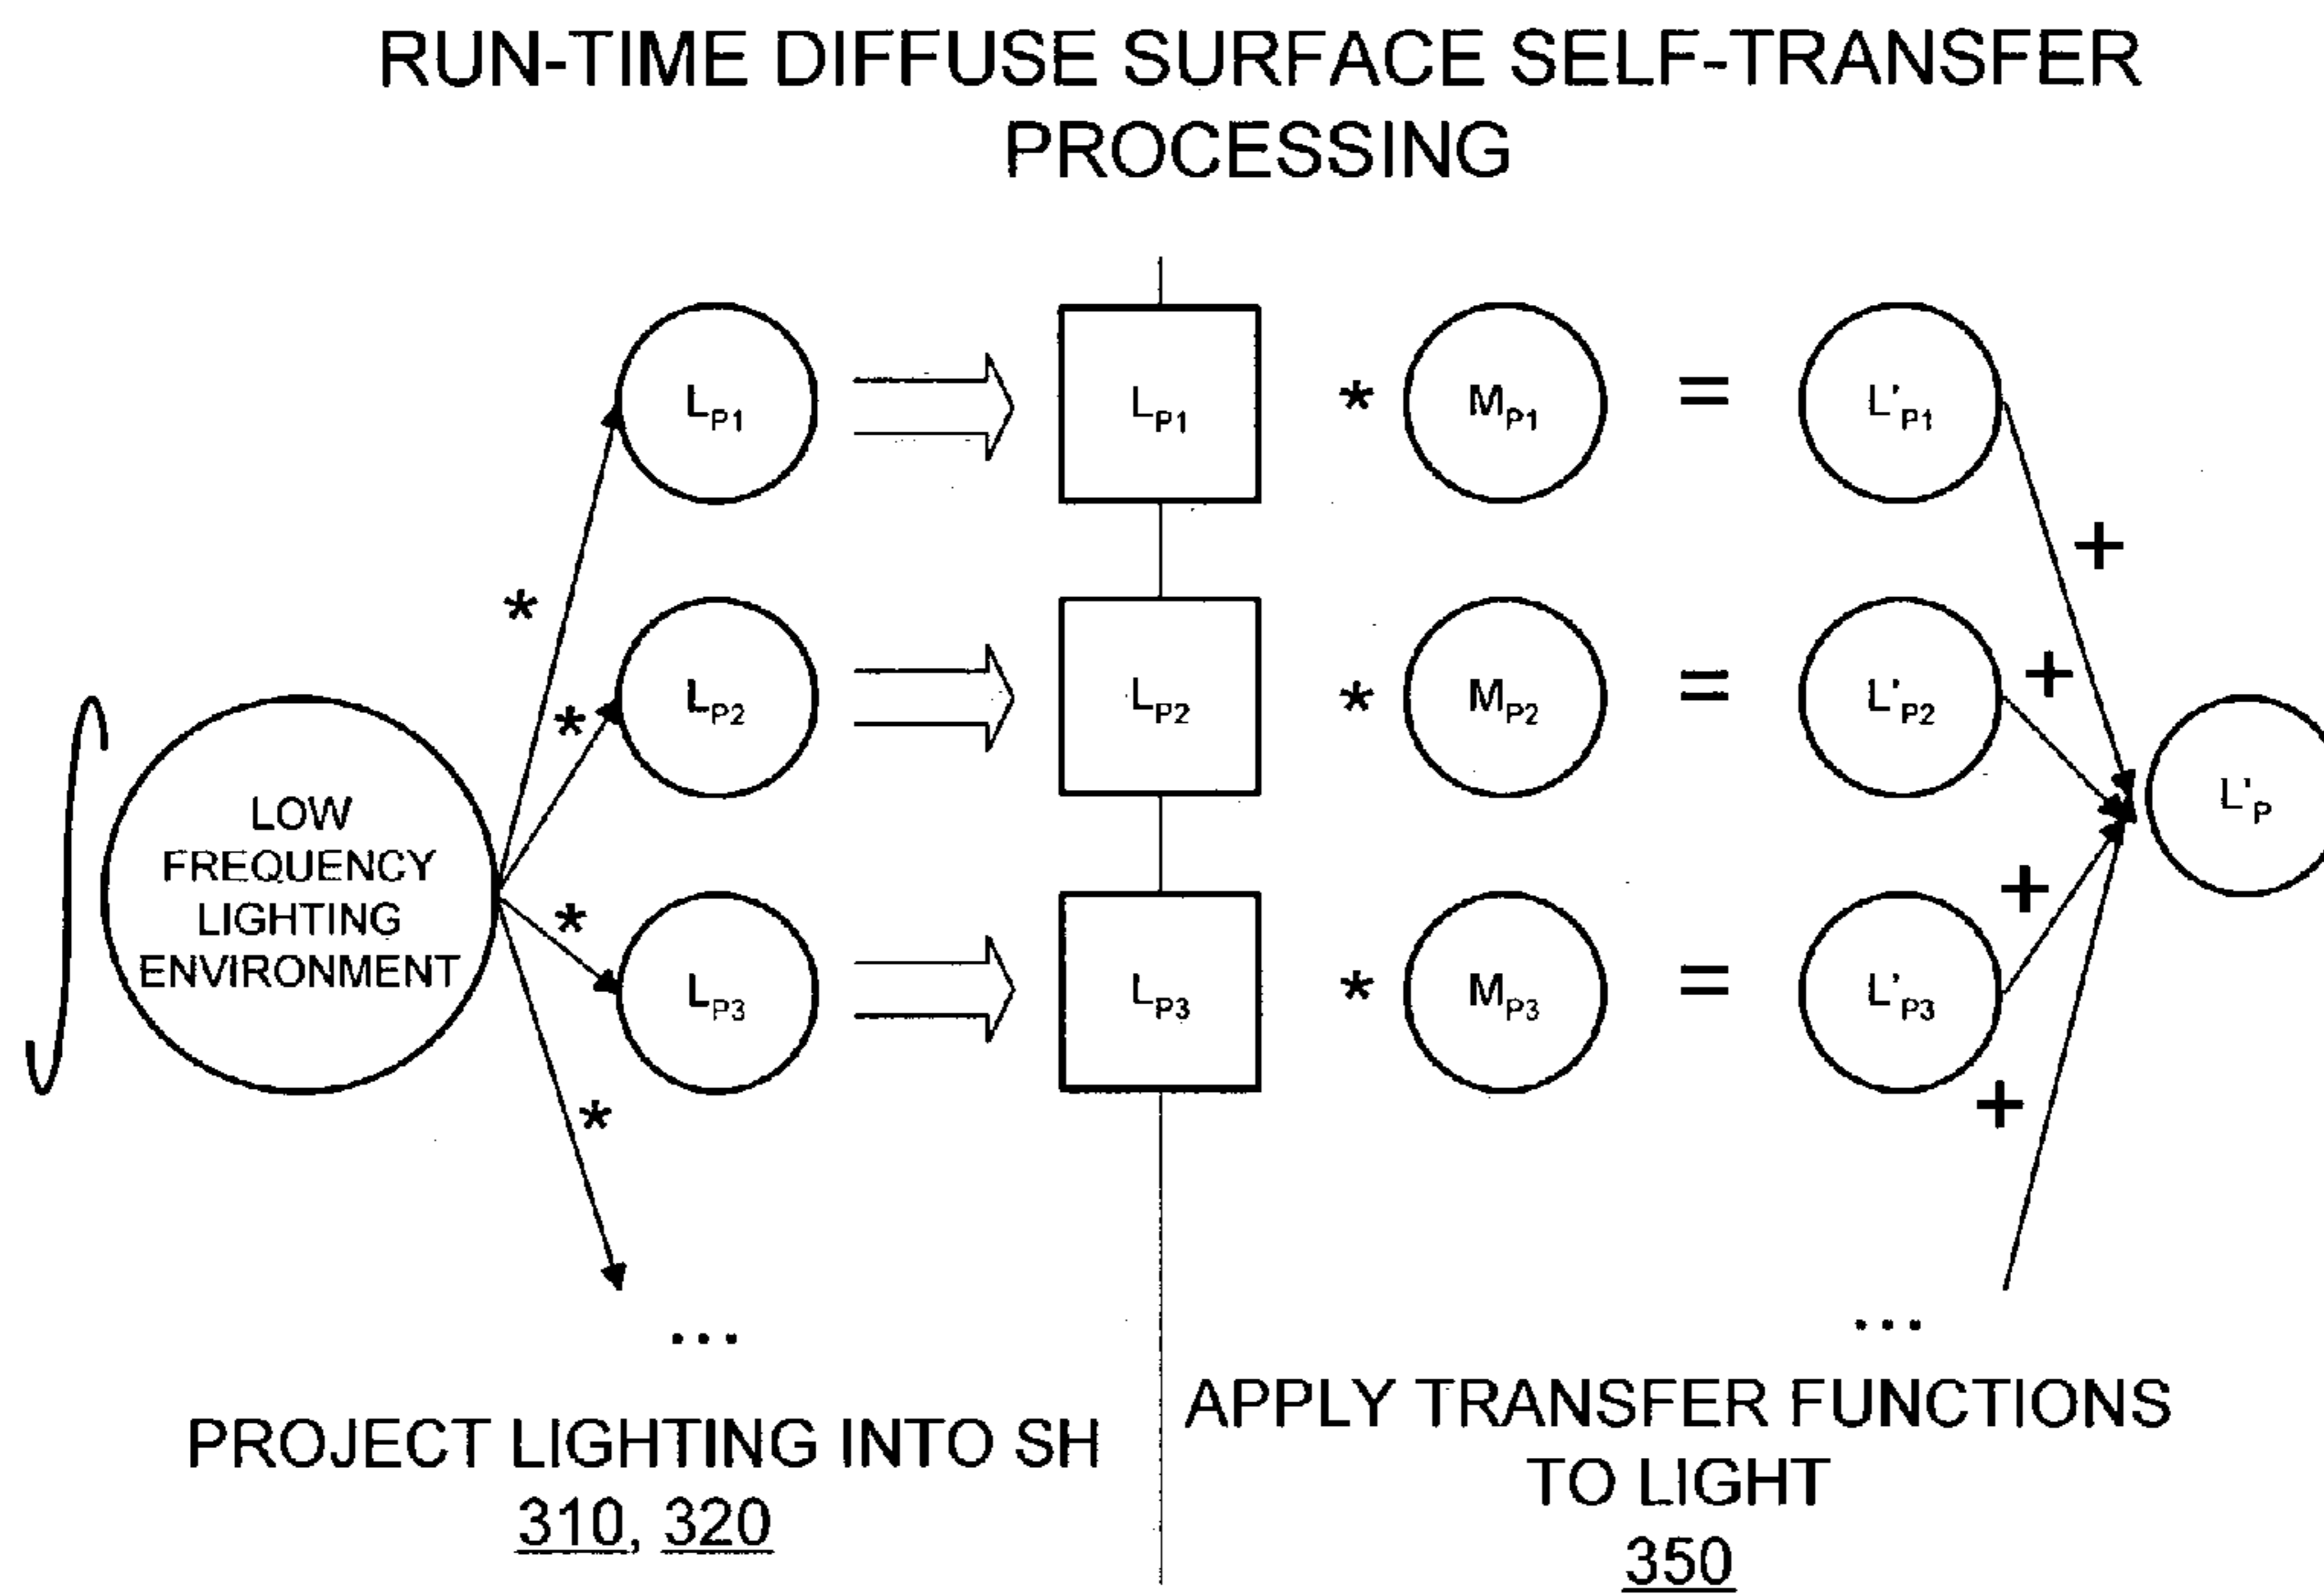 RUN-TIME DIFFUSE SURFACE SELF-TRANSFER
PROCESSING
LP1 LP1 * MP1 = L'P1
+
*
LP2 LP2 * MP2 = L'P2
+
*
L'P
LOW
FREQUENCY
LIGHTING
ENVIRONMENT
∫
*
LP3 LP3 * MP3 = L'P3
+
*
+
...
...
PROJECT LIGHTING INTO SH
310, 320
APPLY TRANSFER FUNCTIONS
TO LIGHT
350